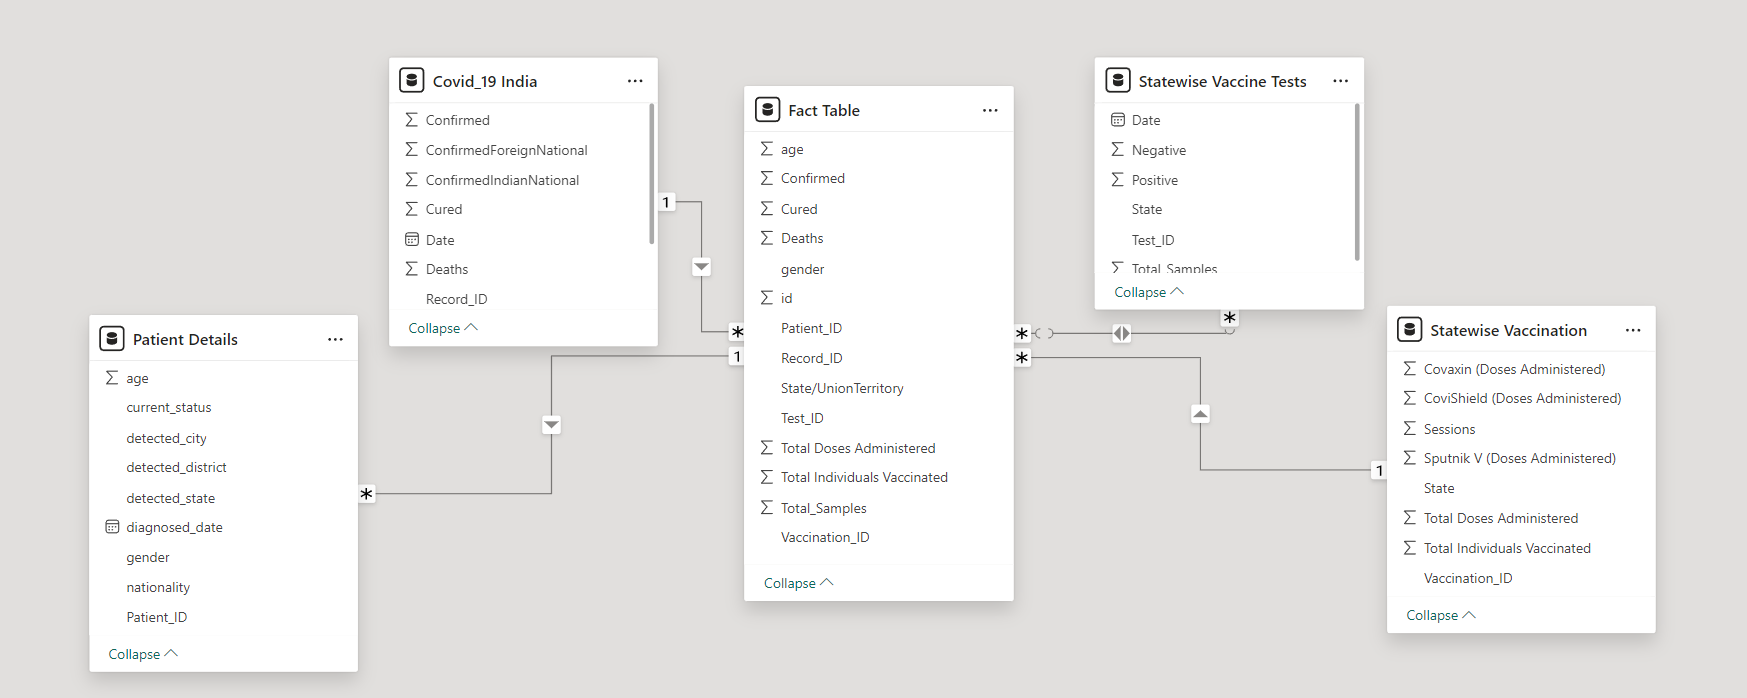 Covid_19 India
Confirmed
ConfirmedForeignNational
ConfirmedIndianNational
Cured
Date
Deaths
Record_ID
Collapse
Patient Details
age
current_status
detected_city
detected_district
detected_state
diagnosed_date
gender
nationality
Patient_ID
Collapse
Fact Table
age
Confirmed
Cured
Deaths
gender
id
Patient_ID
Record_ID
State/UnionTerritory
Test_ID
Total Doses Administered
Total Individuals Vaccinated
Total_Samples
Vaccination_ID
Collapse
Statewise Vaccine Tests
Date
Negative
Positive
State
Test_ID
Total_Samples
Collapse
Statewise Vaccination
Covaxin (Doses Administered)
CoviShield (Doses Administered)
Sessions
Sputnik V (Doses Administered)
State
Total Doses Administered
Total Individuals Vaccinated
Vaccination_ID
Collapse
1
*
1
*
*
*
*
1